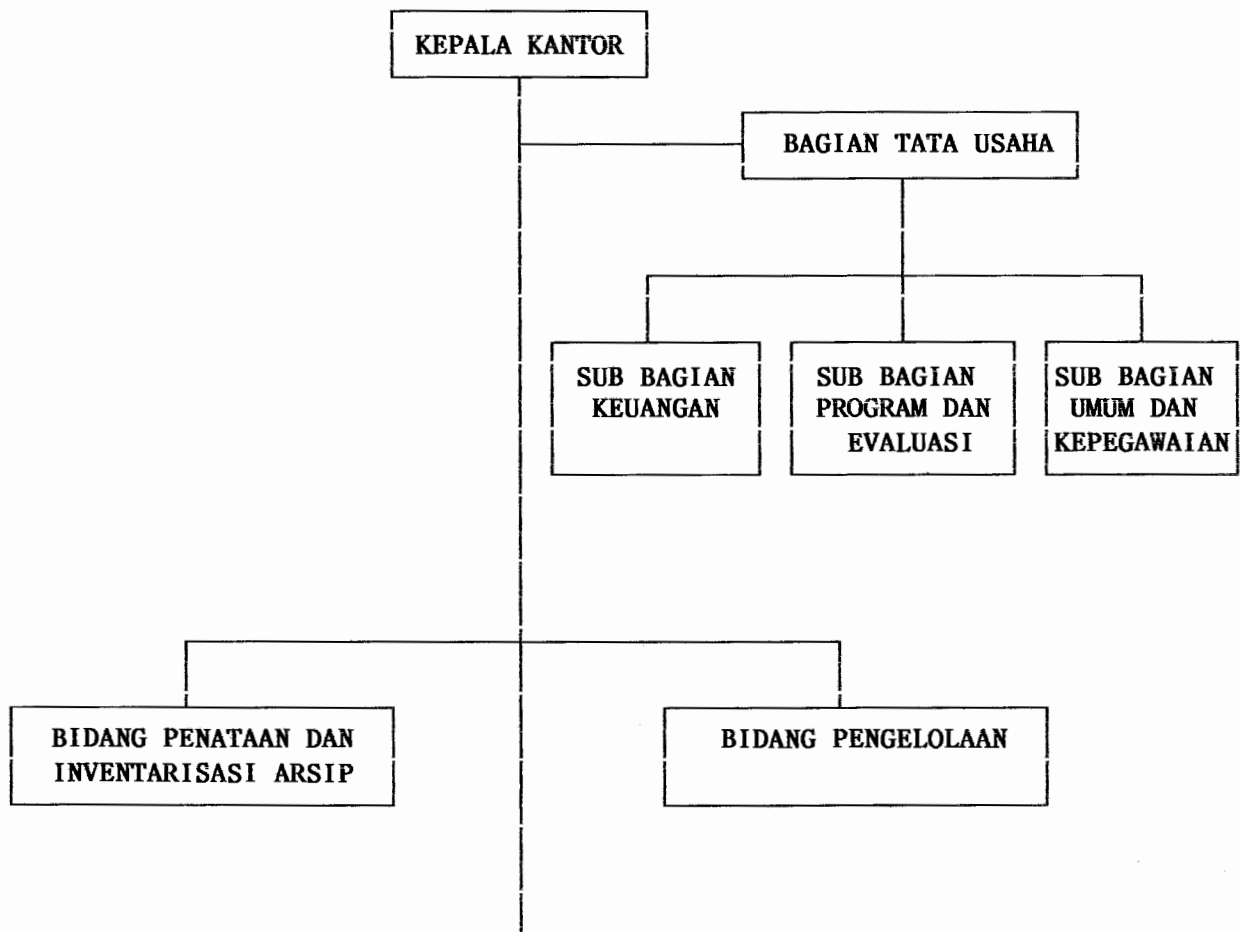 KEPALA KANTOR
BAGIAN TATA USAHA
SUB BAGIAN
KEUANGAN
SUB BAGIAN
PROGRAM DAN
EVALUASI
SUB BAGIAN
UMUM DAN
KEPEGAWAIAN
BIDANG PENATAAN DAN
INVENTARISASI ARSIP
BIDANG PENGELOLAAN